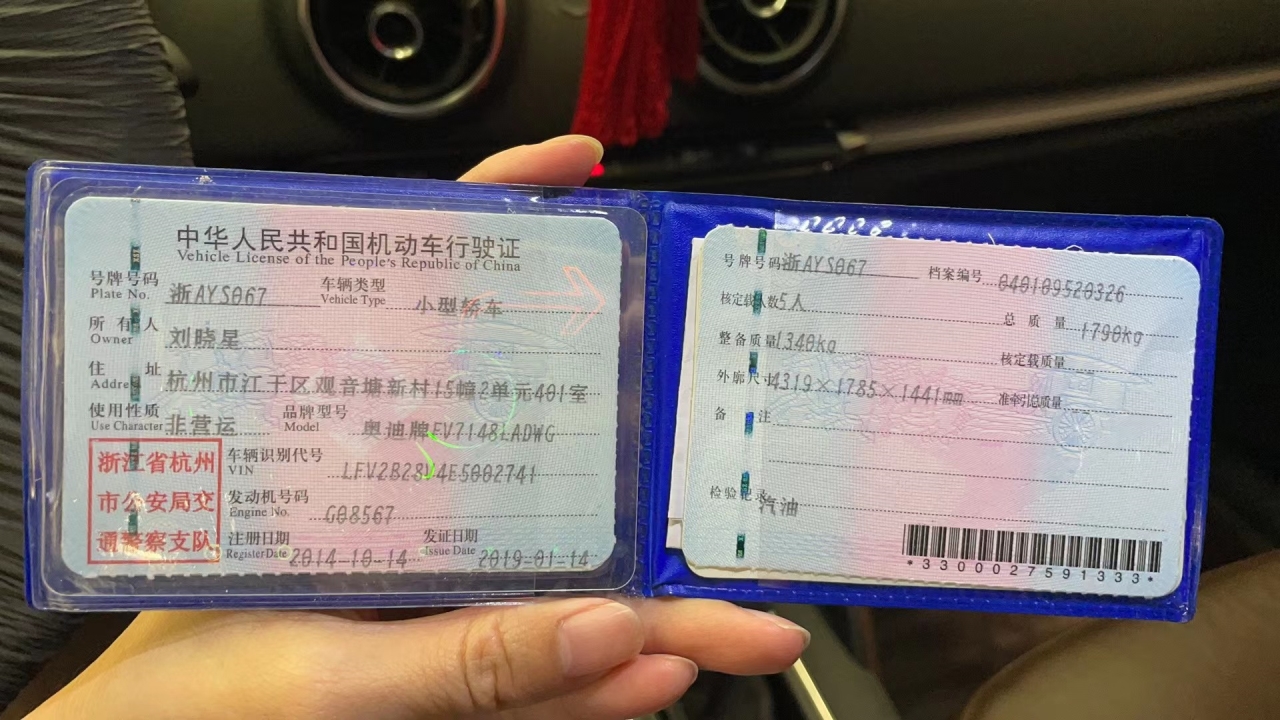 中华人民共和国机动车行驶证
Vehicle License of the People's Republic of China
号牌号码 浙AYS067 车辆类型 小型轿车
Plate No. Vehicle Type
所有人 刘晓星
Owner
住址 杭州市江干区观音塘新村15幢2单元401室
Address
使用性质 非营运 品牌型号 奥迪牌FV7148LADWG
Use Character Model
浙江省杭州
市公安局交
通警察支队
车辆识别代号 LFV2B28V4E5002741
VIN
发动机号码 G08567
Engine No.
注册日期 2014-10-14 发证日期 2019-01-14
Register Date Issue Date
号牌号码 浙AYS067 档案编号 040109520326
核定载人数 5人 总质量 1790kg
整备质量 1340kg 核定载质量
外廓尺寸 4319×1785×1441mm 准牵引总质量
备注
检验记录 汽油
*3300027591333*